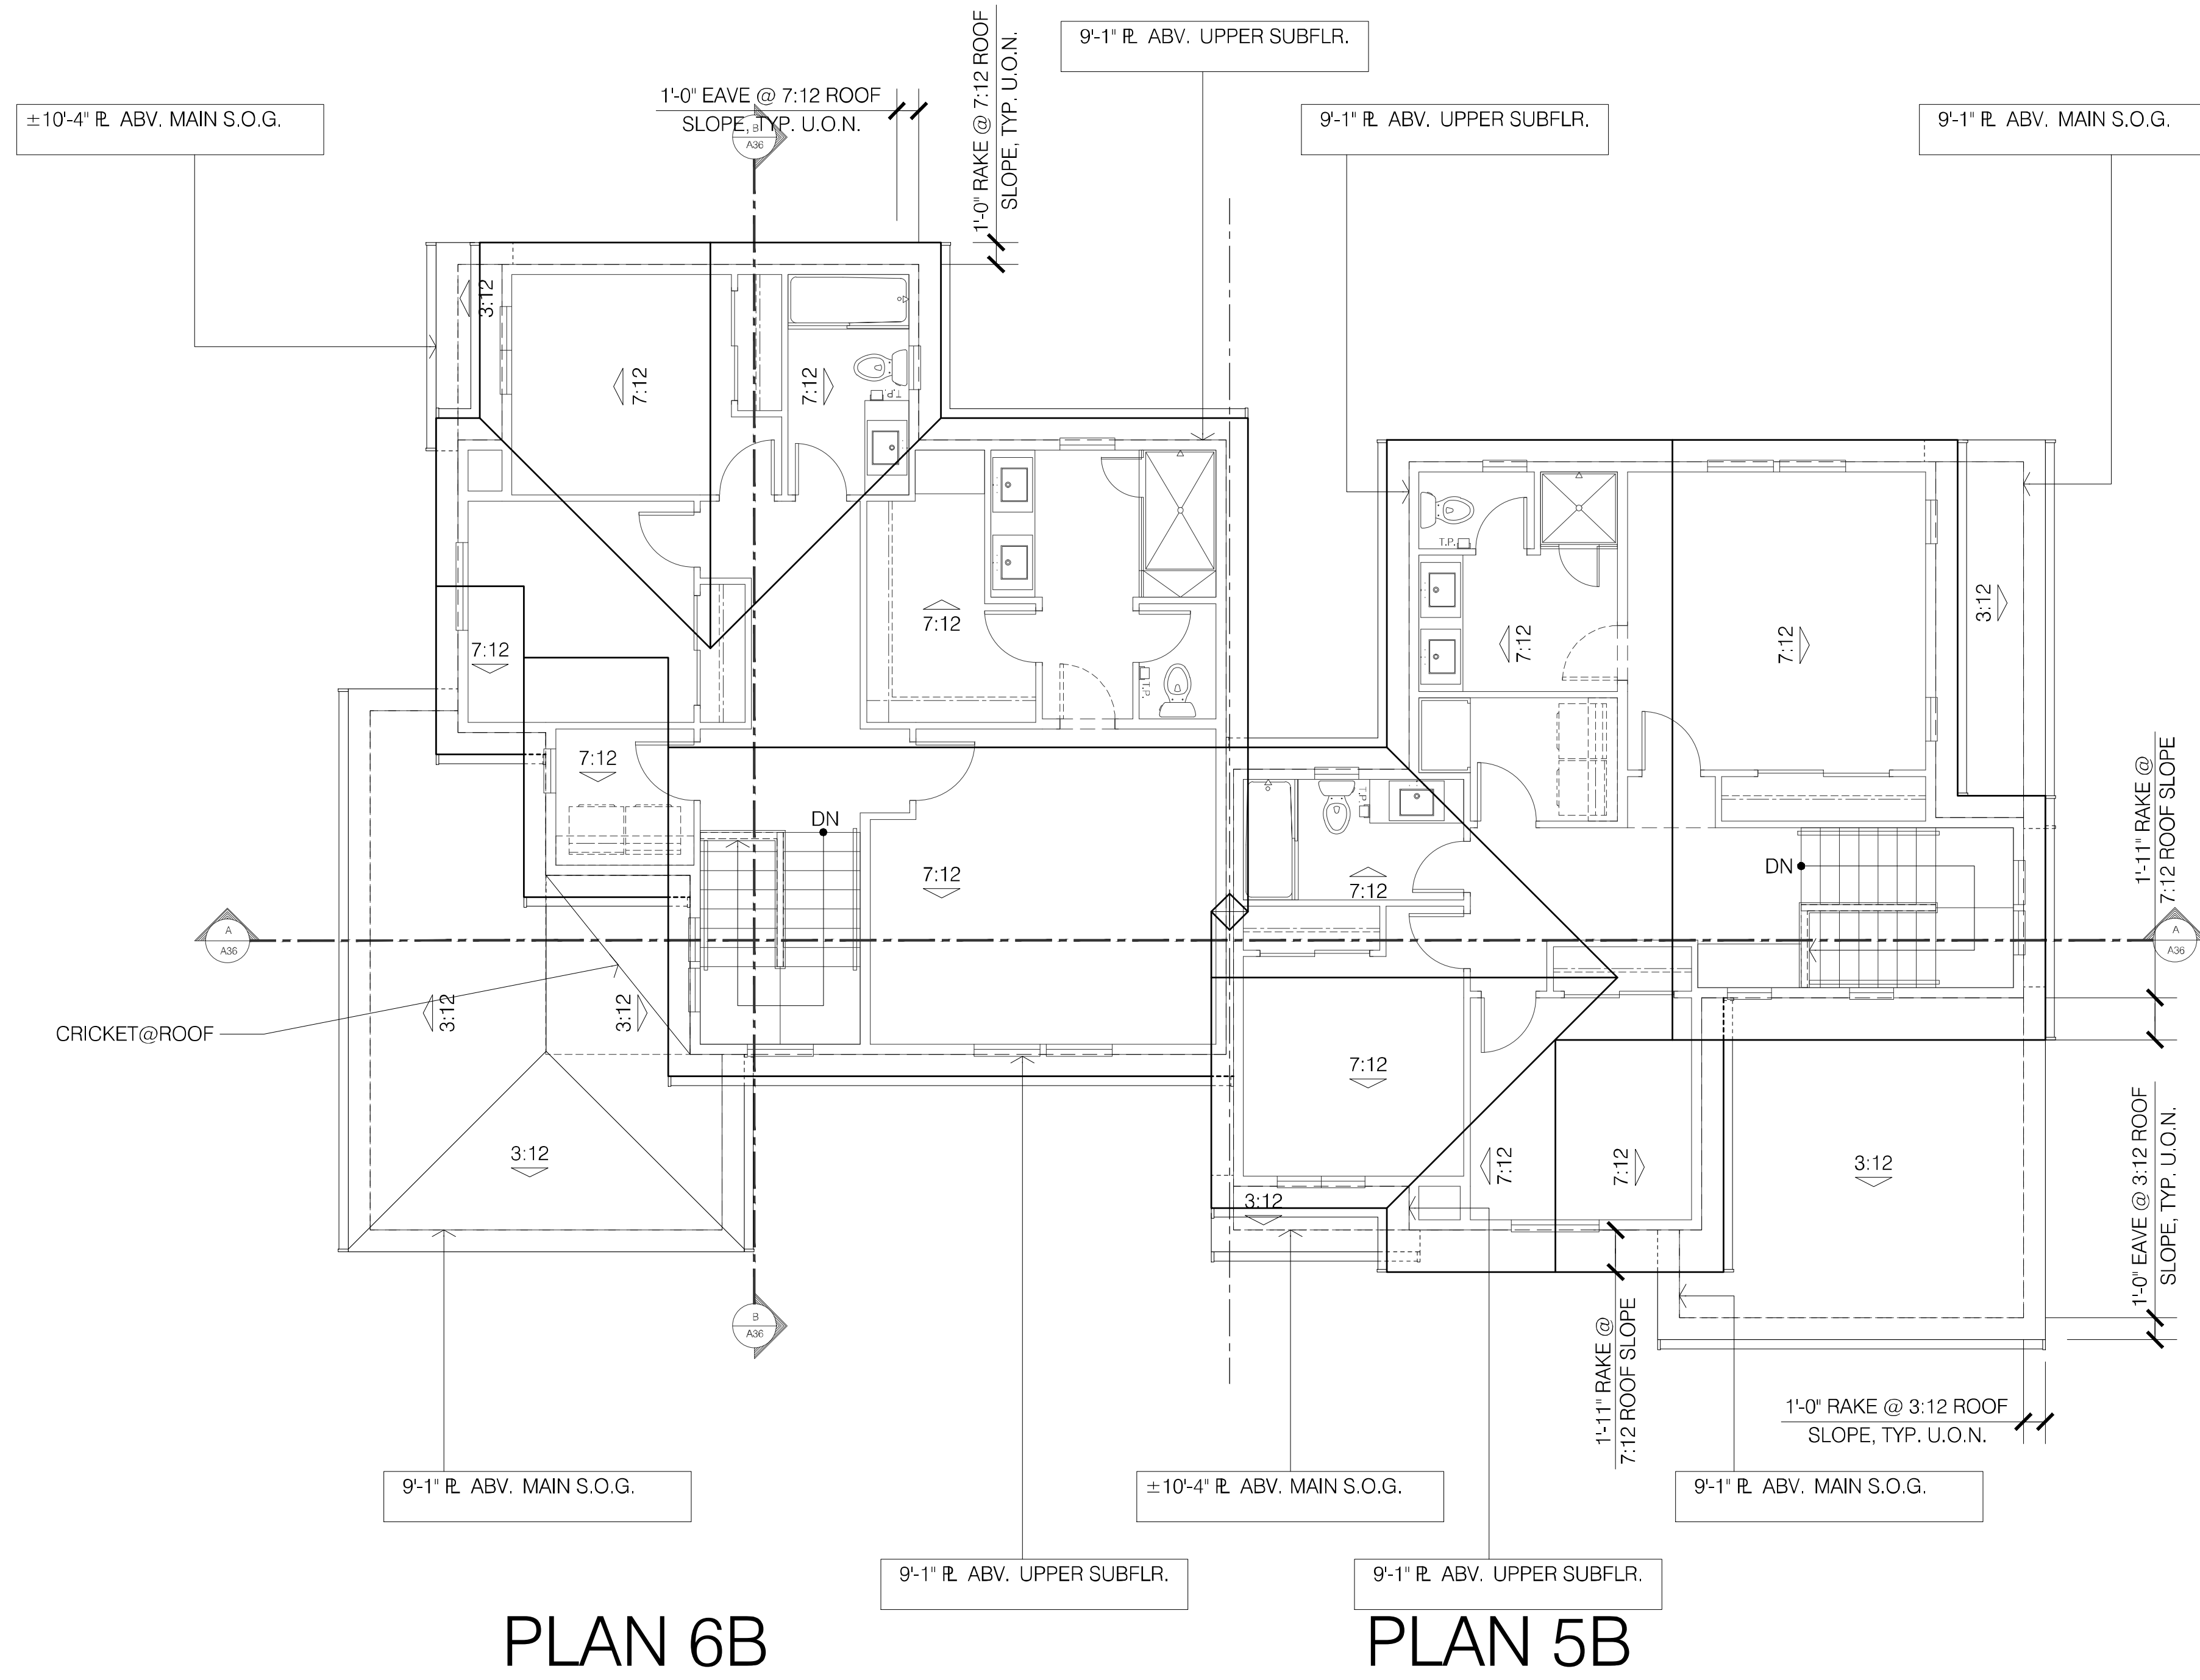 9'-1" ℄ ABV. UPPER SUBFLR.
1'-0" EAVE @ 7:12 ROOF
SLOPE, TYP. U.O.N.
1'-0" RAKE @ 7:12 ROOF
SLOPE, TYP. U.O.N.
±10'-4" ℄ ABV. MAIN S.O.G.
9'-1" ℄ ABV. UPPER SUBFLR.
9'-1" ℄ ABV. MAIN S.O.G.
B
A36
3:12
7:12
7:12
T.P.
T.P.
7:12
7:12
7:12
7:12
3:12
T.P.
7:12
DN
T.P.
7:12
7:12
DN
1'-11" RAKE @
7:12 ROOF SLOPE
A
A36
A
A36
CRICKET@ROOF
3:12
3:12
7:12
3:12
7:12
7:12
3:12
3:12
1'-0" EAVE @ 3:12 ROOF
SLOPE, TYP. U.O.N.
B
A36
1'-11" RAKE @
7:12 ROOF SLOPE
1'-0" RAKE @ 3:12 ROOF
SLOPE, TYP. U.O.N.
9'-1" ℄ ABV. MAIN S.O.G.
±10'-4" ℄ ABV. MAIN S.O.G.
9'-1" ℄ ABV. MAIN S.O.G.
9'-1" ℄ ABV. UPPER SUBFLR.
9'-1" ℄ ABV. UPPER SUBFLR.
PLAN 6B
PLAN 5B